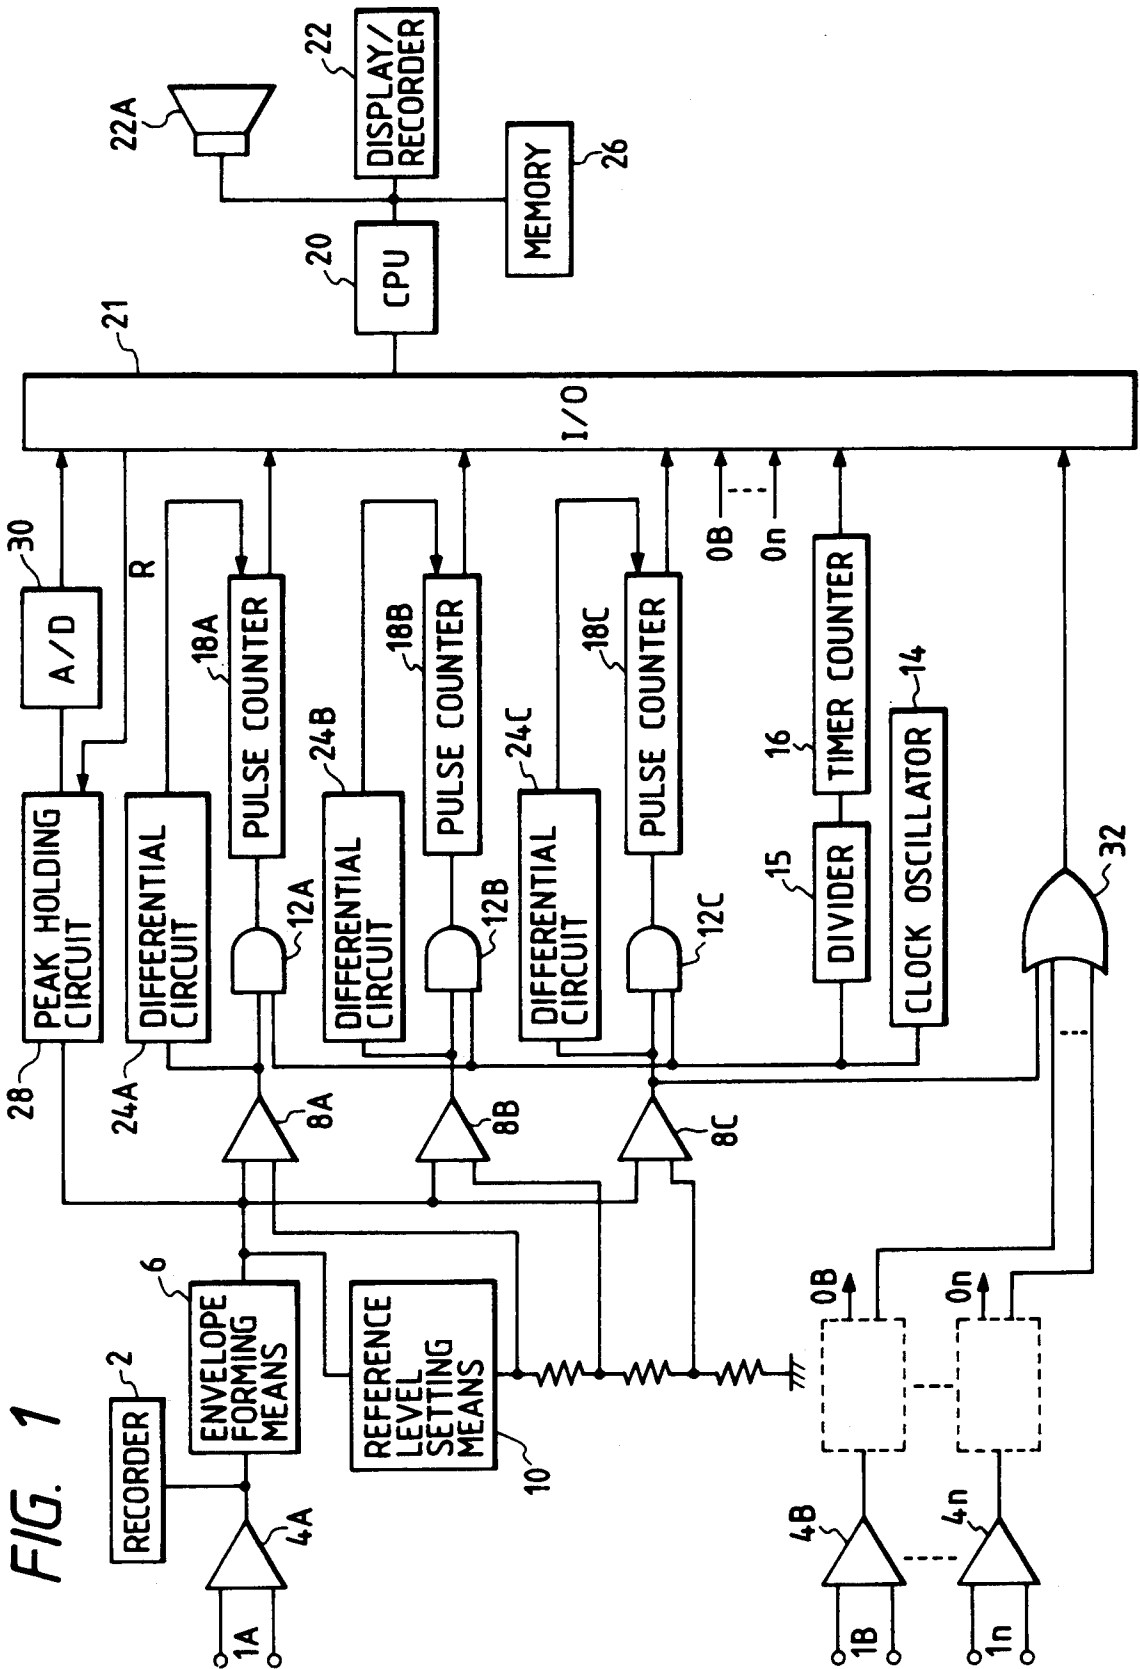 FIG. 1
1A
4A
RECORDER
2
ENVELOPE
FORMING
MEANS
6
REFERENCE
LEVEL
SETTING
MEANS
10
8A
8B
8C
PEAK HOLDING
CIRCUIT
28
A/D
30
R
DIFFERENTIAL
CIRCUIT
24A
12A
PULSE COUNTER
18A
DIFFERENTIAL
CIRCUIT
24B
12B
PULSE COUNTER
18B
DIFFERENTIAL
CIRCUIT
24C
12C
PULSE COUNTER
18C
0B
0n
DIVIDER
15
TIMER COUNTER
16
CLOCK OSCILLATOR
14
32
I/O
21
CPU
20
DISPLAY/
RECORDER
22
22A
MEMORY
26
1B
4B
0B
1n
4n
0n